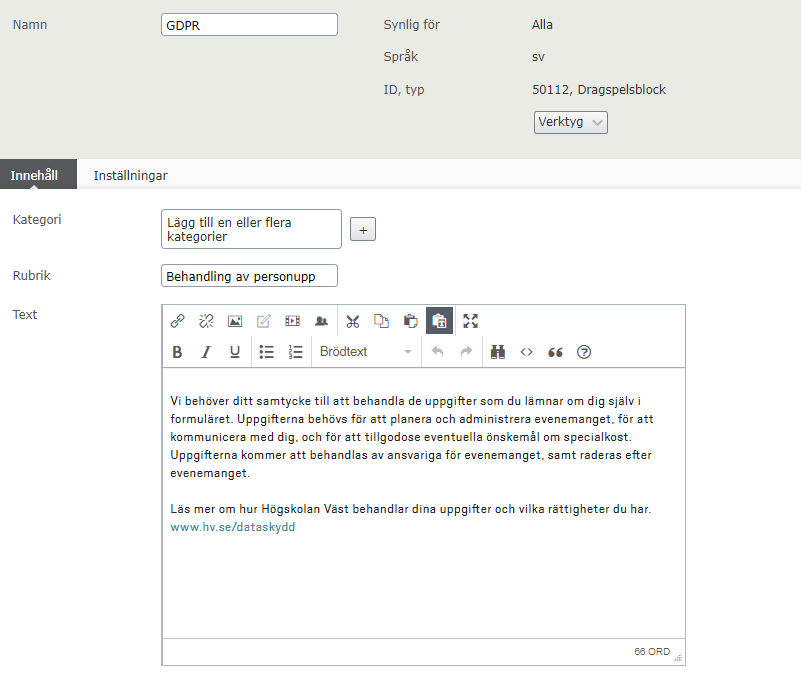 Namn
GDPR
Synlig för
Alla
Språk
sv
ID, typ
50112, Dragspelsblock
Verktyg
Innehåll
Inställningar
Kategori
Lägg till en eller flera
kategorier
+
Rubrik
Behandling av personupp
Text
B I U
Brödtext
Vi behöver ditt samtycke till att behandla de uppgifter som du lämnar om dig själv i
formuläret. Uppgifterna behövs för att planera och administrera evenemanget, för att
kommunicera med dig, och för att tillgodose eventuella önskemål om specialkost.
Uppgifterna kommer att behandlas av ansvariga för evenemanget, samt raderas efter
evenemanget.
Läs mer om hur Högskolan Väst behandlar dina uppgifter och vilka rättigheter du har.
www.hv.se/dataskydd
66 ORD